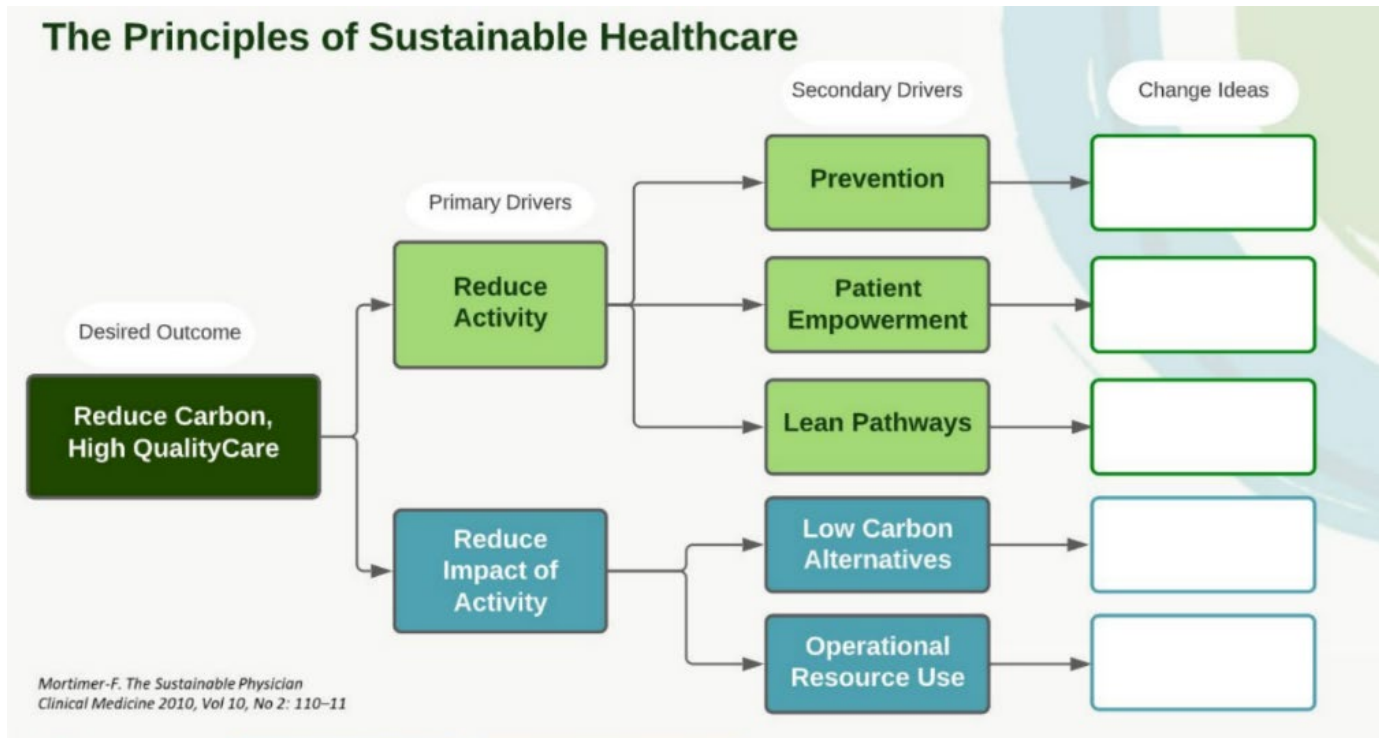 The Principles of Sustainable Healthcare
Secondary Drivers
Change Ideas
Prevention
Primary Drivers
Reduce
Activity
Patient
Empowerment
Desired Outcome
Lean Pathways
Reduce Carbon,
High QualityCare
Reduce
Impact of
Activity
Low Carbon
Alternatives
Operational
Resource Use
Mortimer-F. The Sustainable Physician
Clinical Medicine 2010, Vol 10, No 2: 110–11